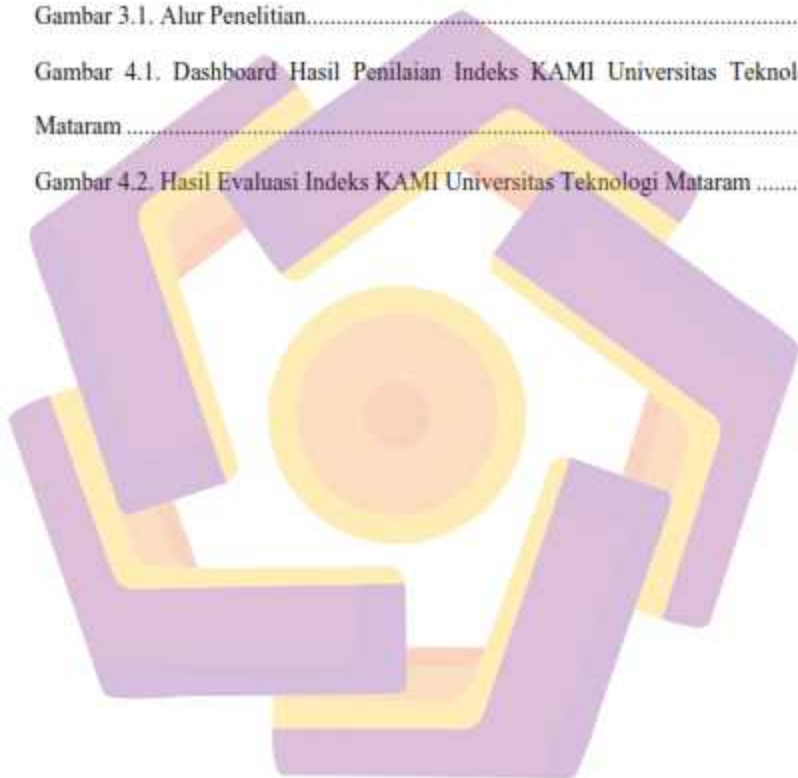 Gambar 3.1. Alur Penelitian..............................................................................................
Gambar 4.1. Dashboard Hasil Penilaian Indeks KAMI Universitas Teknol
Mataram ..............................................................................................................................
Gambar 4.2. Hasil Evaluasi Indeks KAMI Universitas Teknologi Mataram .......